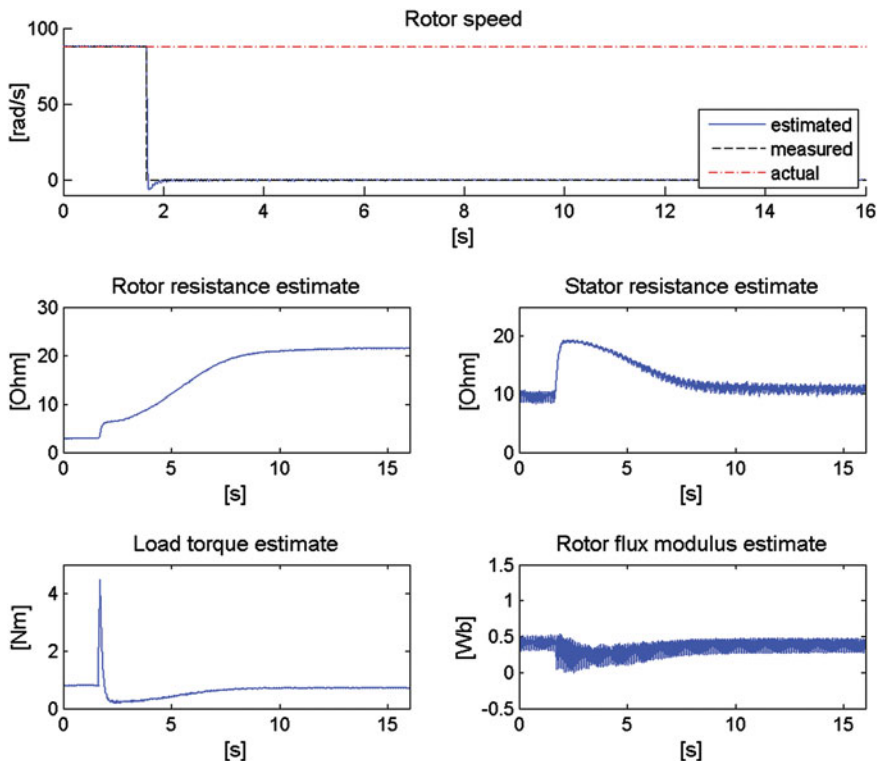 Rotor speed
100
50
0
[rad/s]
estimated
measured
actual
0 2 4 6 8 10 12 14 16
[s]
Rotor resistance estimate
30
20
10
0
[Ohm]
0 5 10 15
[s]
Stator resistance estimate
20
10
0
[Ohm]
0 5 10 15
[s]
Load torque estimate
4
2
0
[Nm]
0 5 10 15
[s]
Rotor flux modulus estimate
1.5
1
0.5
0
-0.5
[Wb]
0 5 10 15
[s]